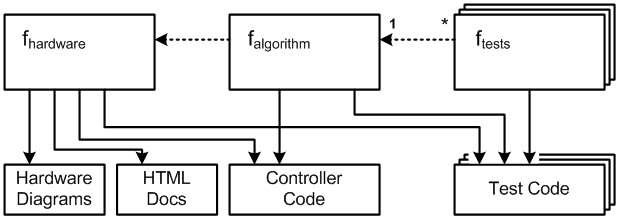 fhardware
falgorithm
1
*
ftests
Hardware
Diagrams
HTML
Docs
Controller
Code
Test Code